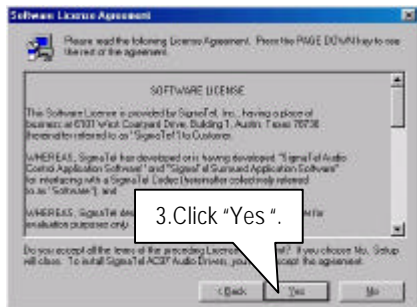 Software License Agreement
Please read the following License Agreement. Press the PAGE DOWN key to see
the rest of the agreement.
SOFTWARE LICENSE
This Software License is provided by SigmaTel, Inc., having a place of
business at 6101 West Courtyard Drive, Building 1, Austin, Texas 78730
(hereinafter referred to as "SigmaTel") to Customer.
WHEREAS, SigmaTel has developed or is having developed "SigmaTel Audio
Control Application Software" and "SigmaTel Surround Application Software"
for interfacing with a SigmaTel Codec (hereinafter collectively referred
to as "Software"), and
WHEREAS, SigmaTel for
evaluation purposes only
3.Click "Yes ".
Do you accept all the terms of the preceding License If you choose No, Setup
will close. To install SigmaTel AC97 Audio Drivers, you accept this agreement.
< Back
Yes
No